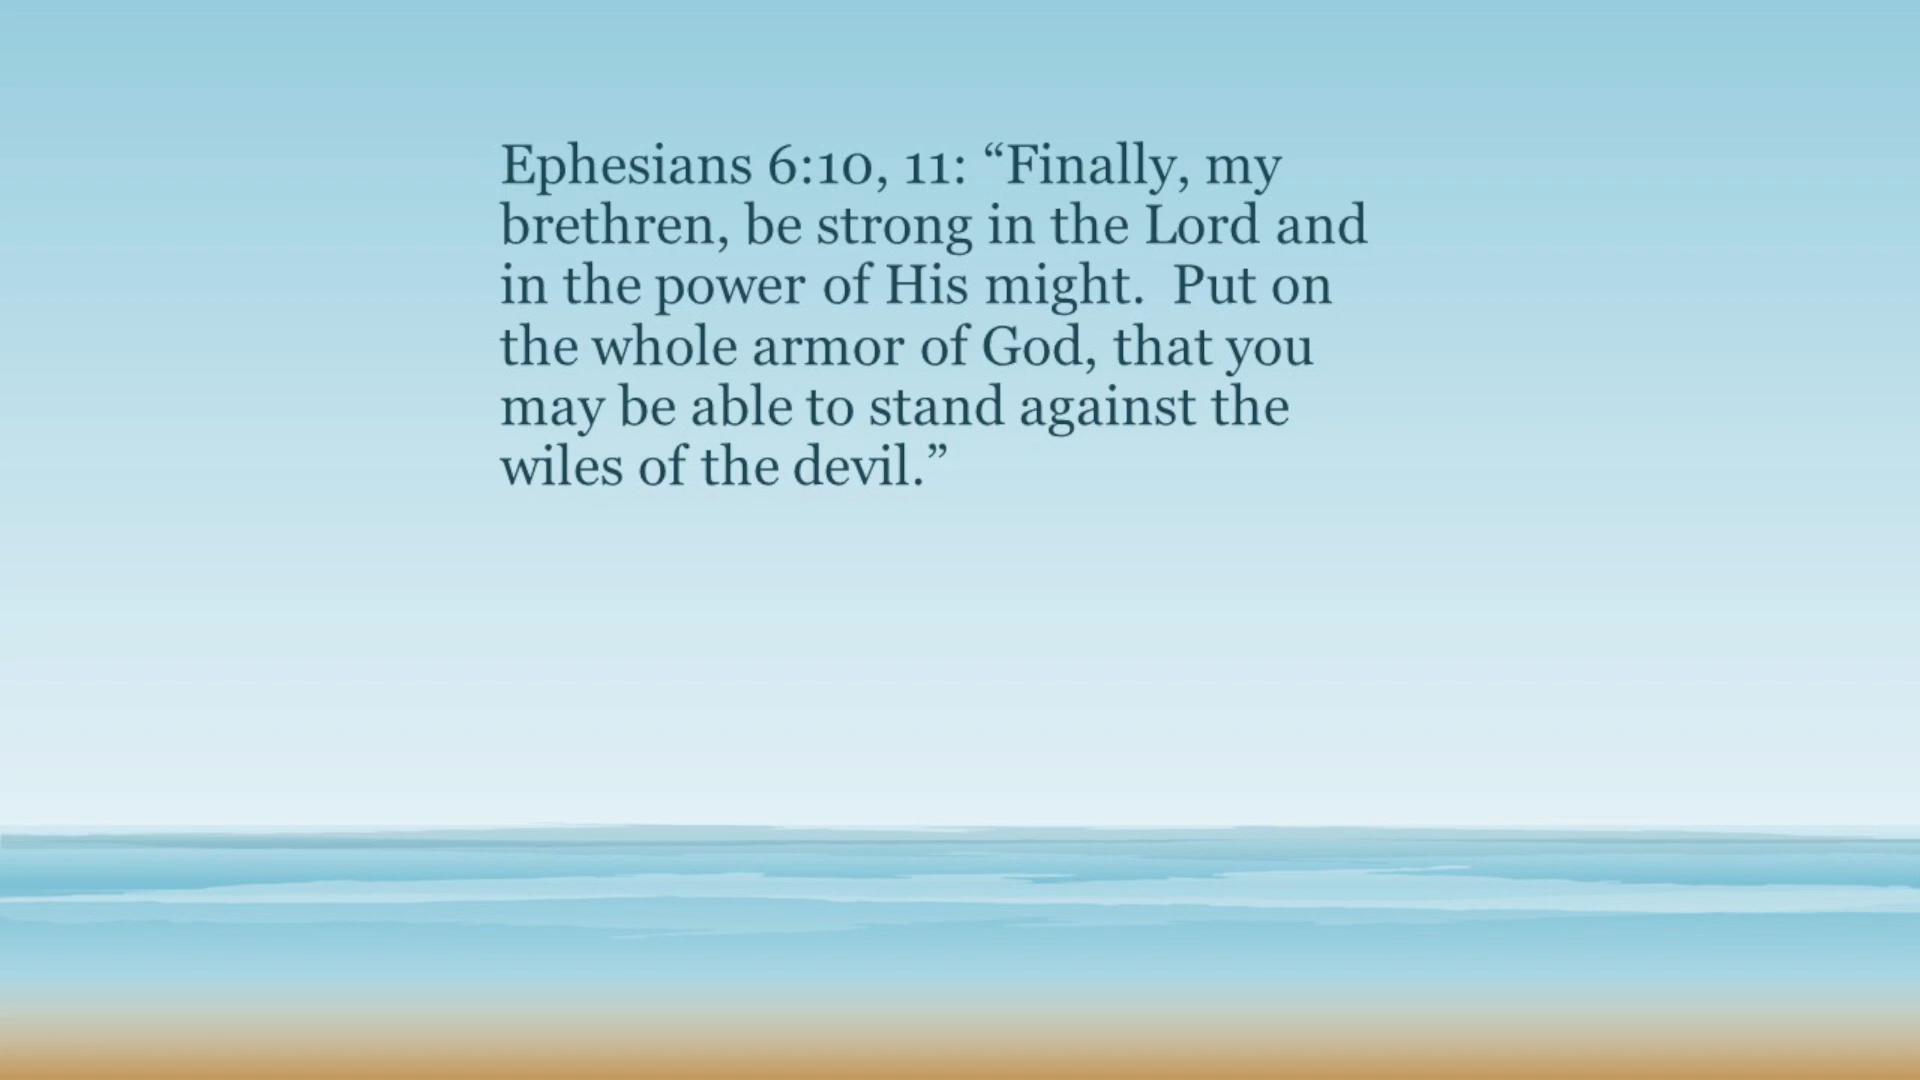 Ephesians 6:10, 11: “Finally, my
brethren, be strong in the Lord and
in the power of His might.  Put on
the whole armor of God, that you
may be able to stand against the
wiles of the devil.”